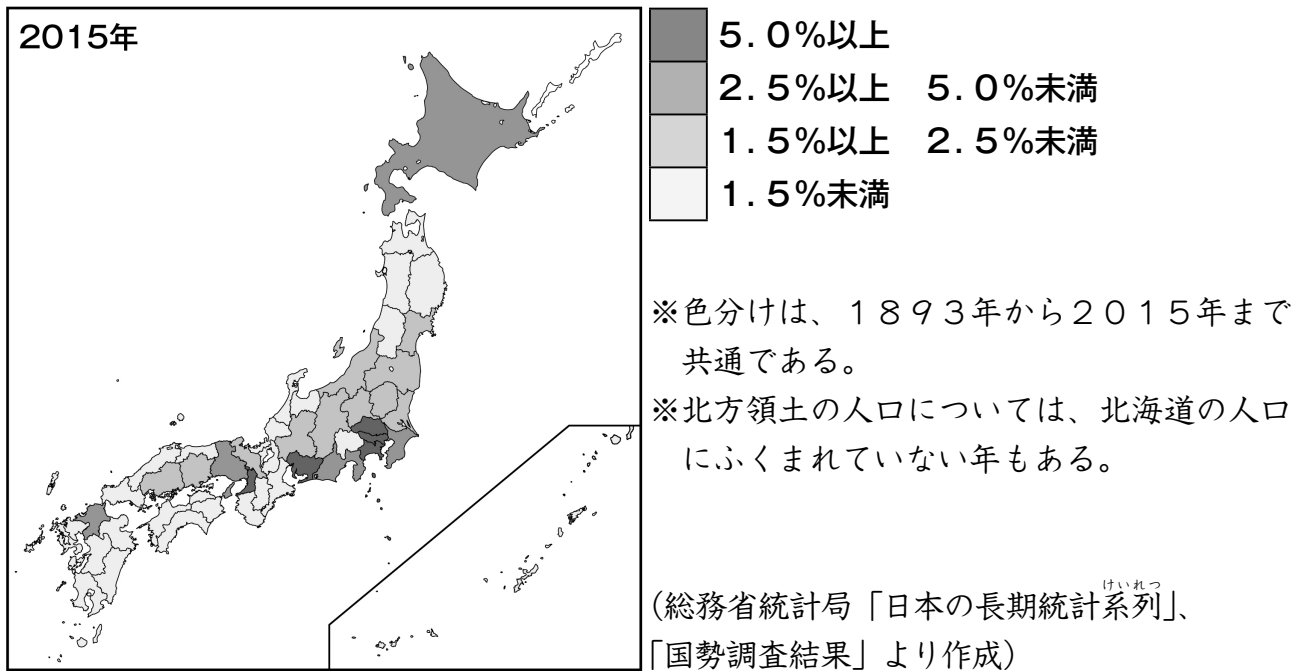 2015年
5.0%以上
2.5%以上　5.0%未満
1.5%以上　2.5%未満
1.5%未満
※色分けは、1893年から2015年まで
共通である。
※北方領土の人口については、北海道の人口
にふくまれていない年もある。
けいれつ
(総務省統計局「日本の長期統計系列」、
「国勢調査結果」より作成)